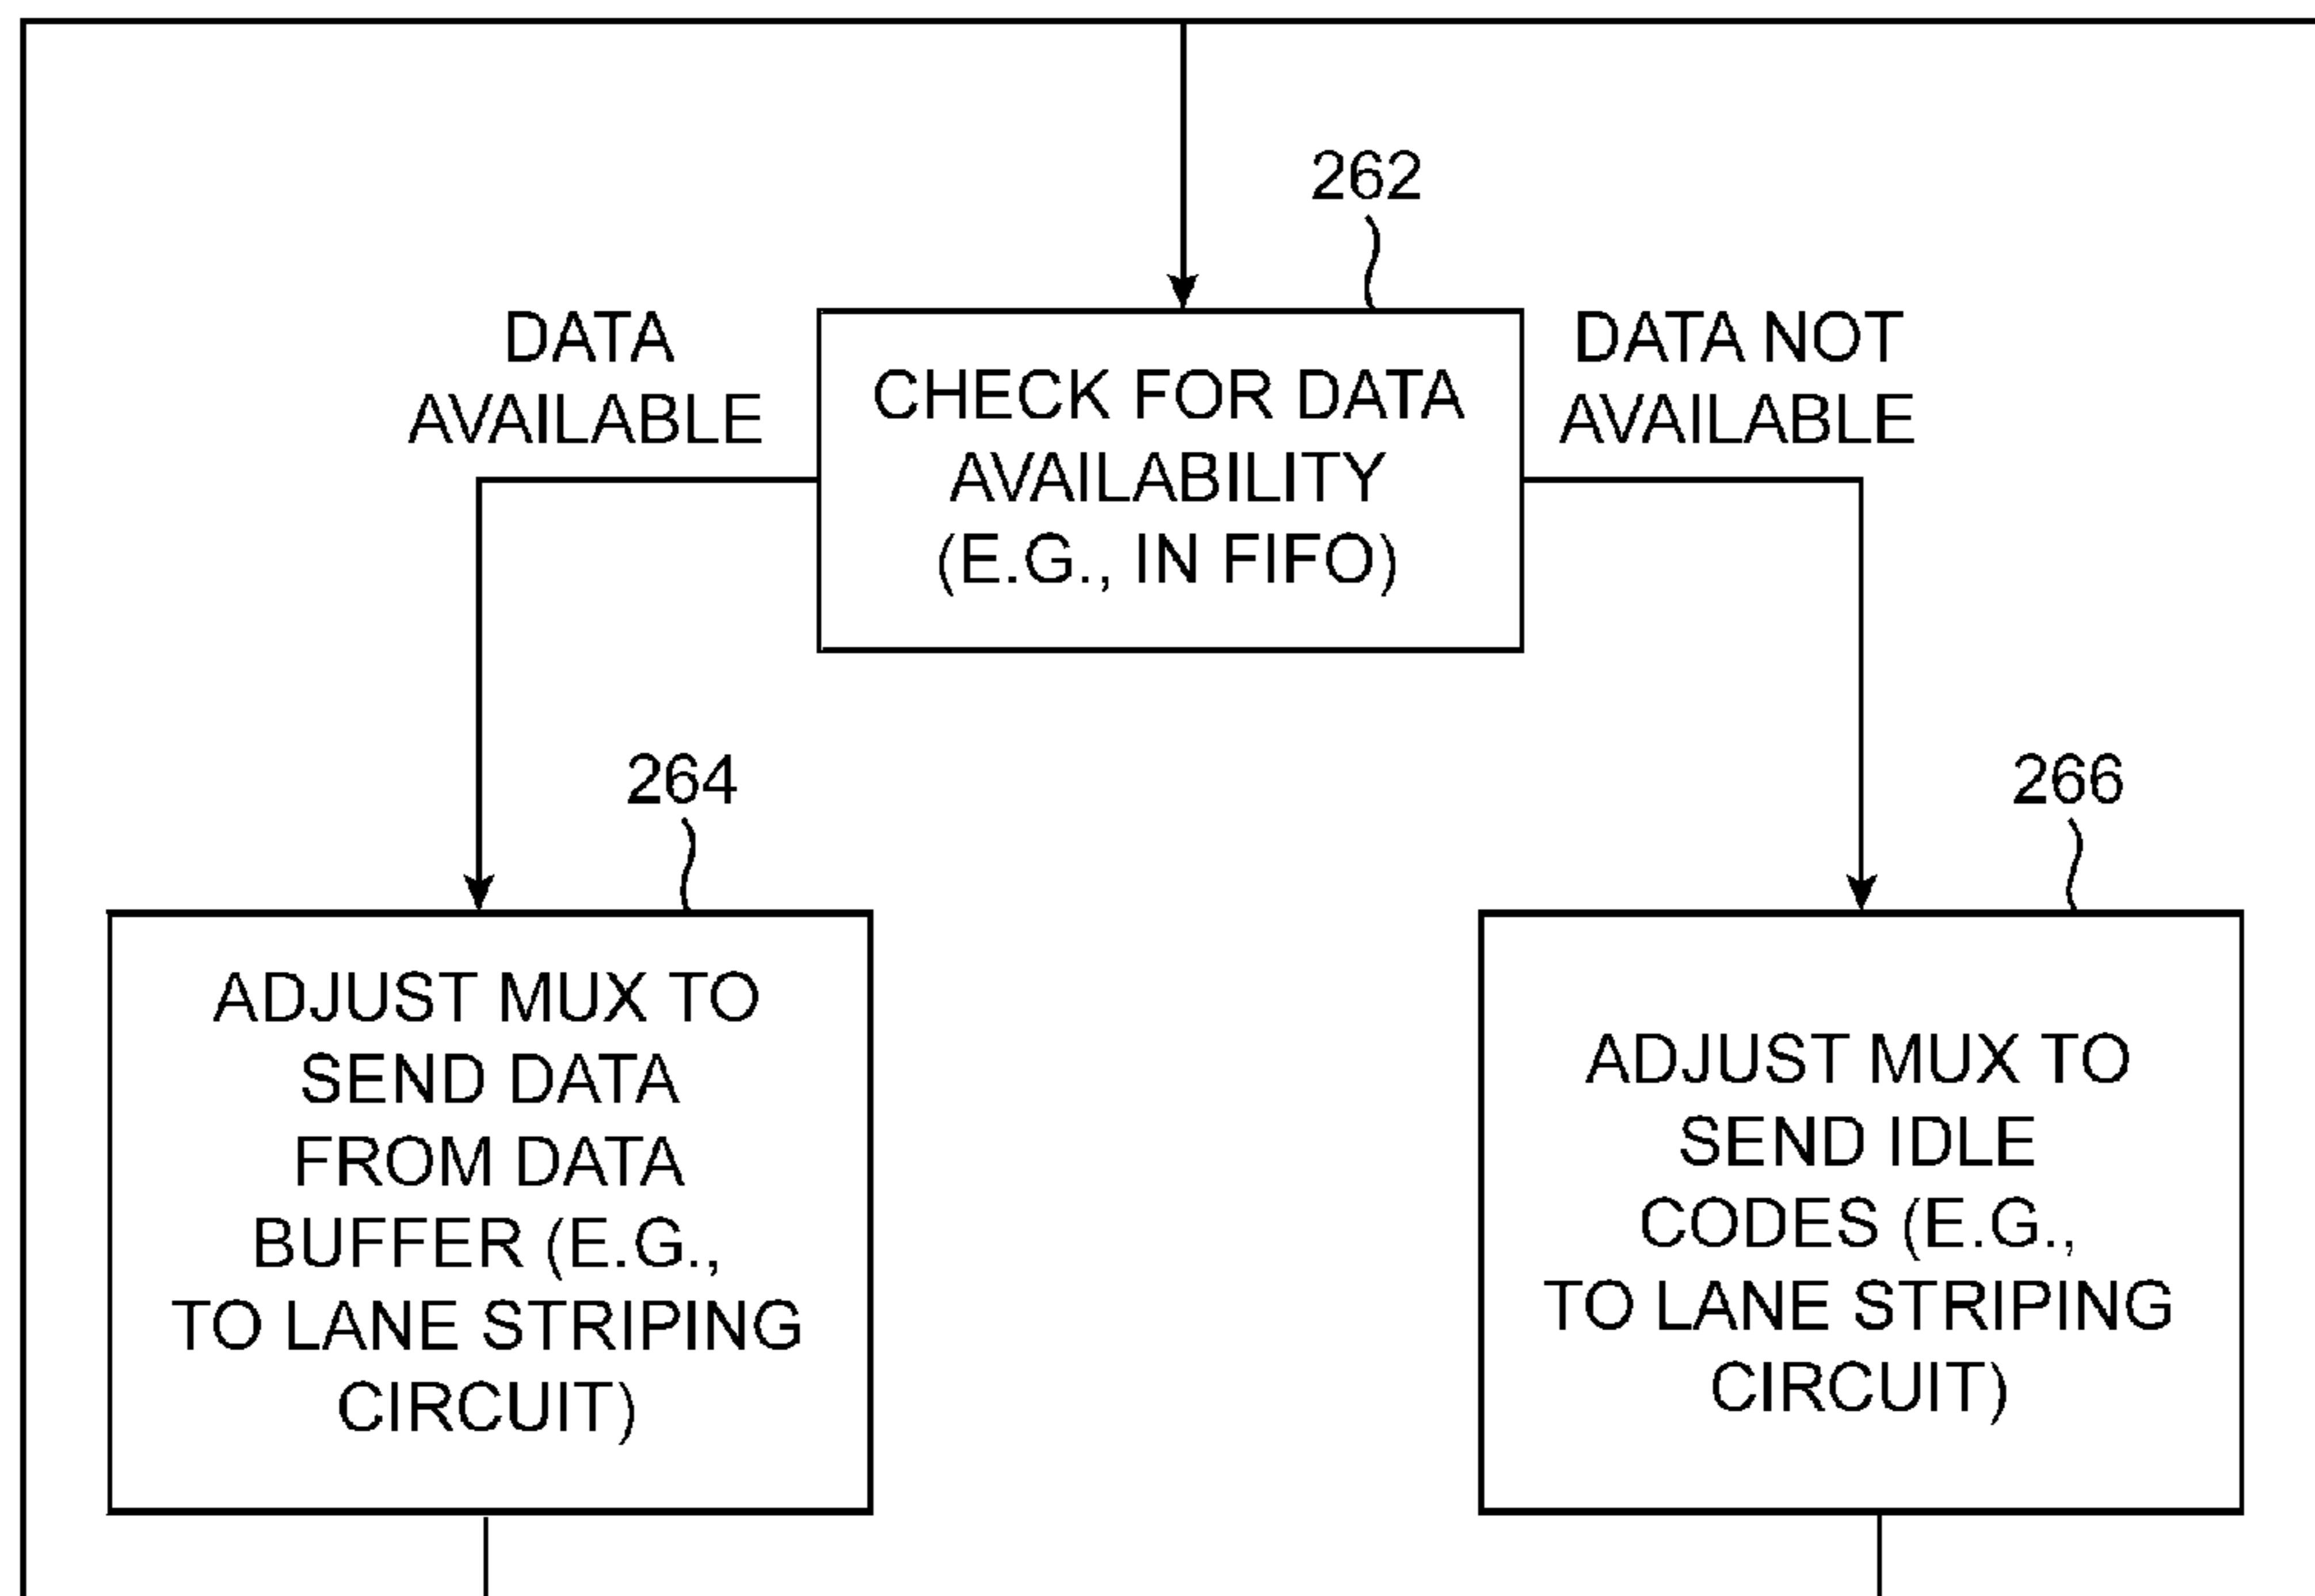 262
DATA
AVAILABLE
CHECK FOR DATA
AVAILABILITY
(E.G., IN FIFO)
DATA NOT
AVAILABLE
264
ADJUST MUX TO
SEND DATA
FROM DATA
BUFFER (E.G.,
TO LANE STRIPING
CIRCUIT)
266
ADJUST MUX TO
SEND IDLE
CODES (E.G.,
TO LANE STRIPING
CIRCUIT)